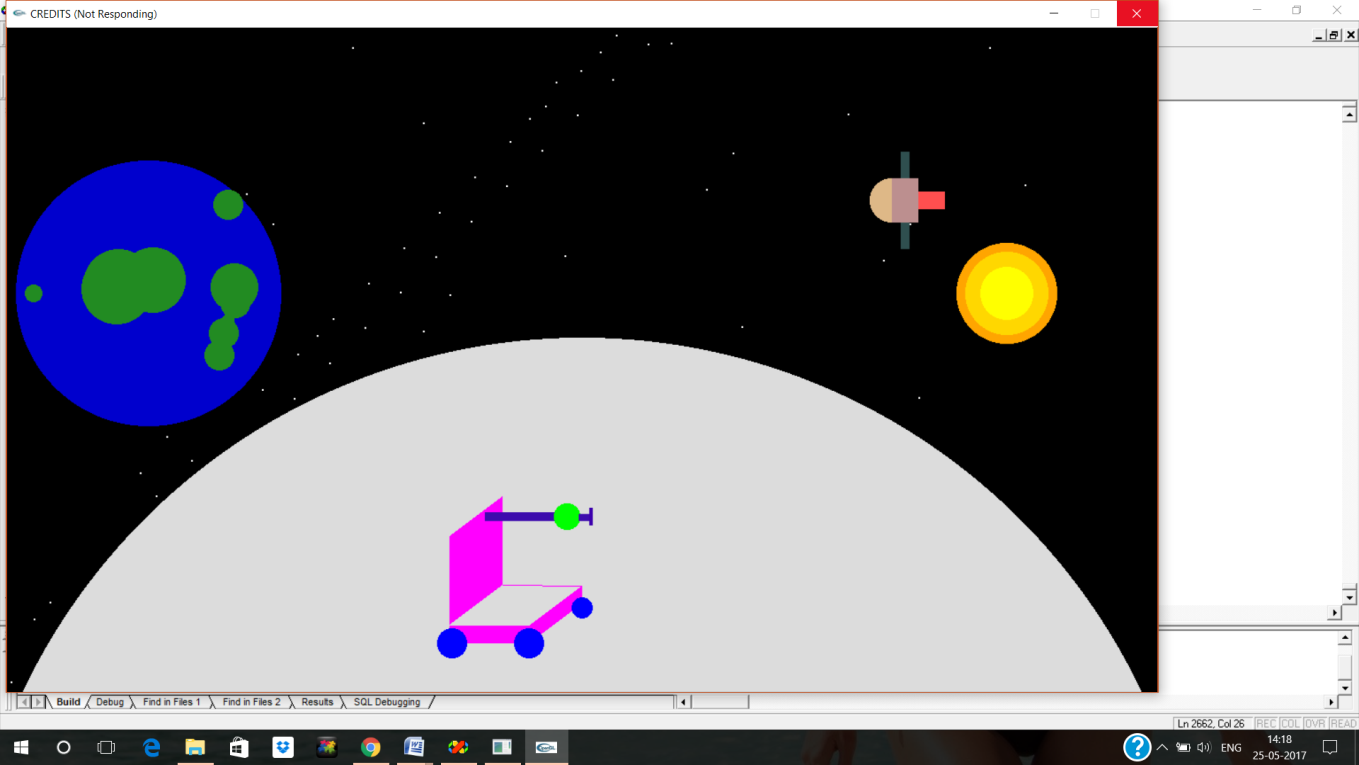 CREDITS (Not Responding)
Build Debug Find in Files 1 Find in Files 2 Results SQL Debugging
Ln 2662, Col 26 REC COL OVR READ
ENG
14:18
25-05-2017